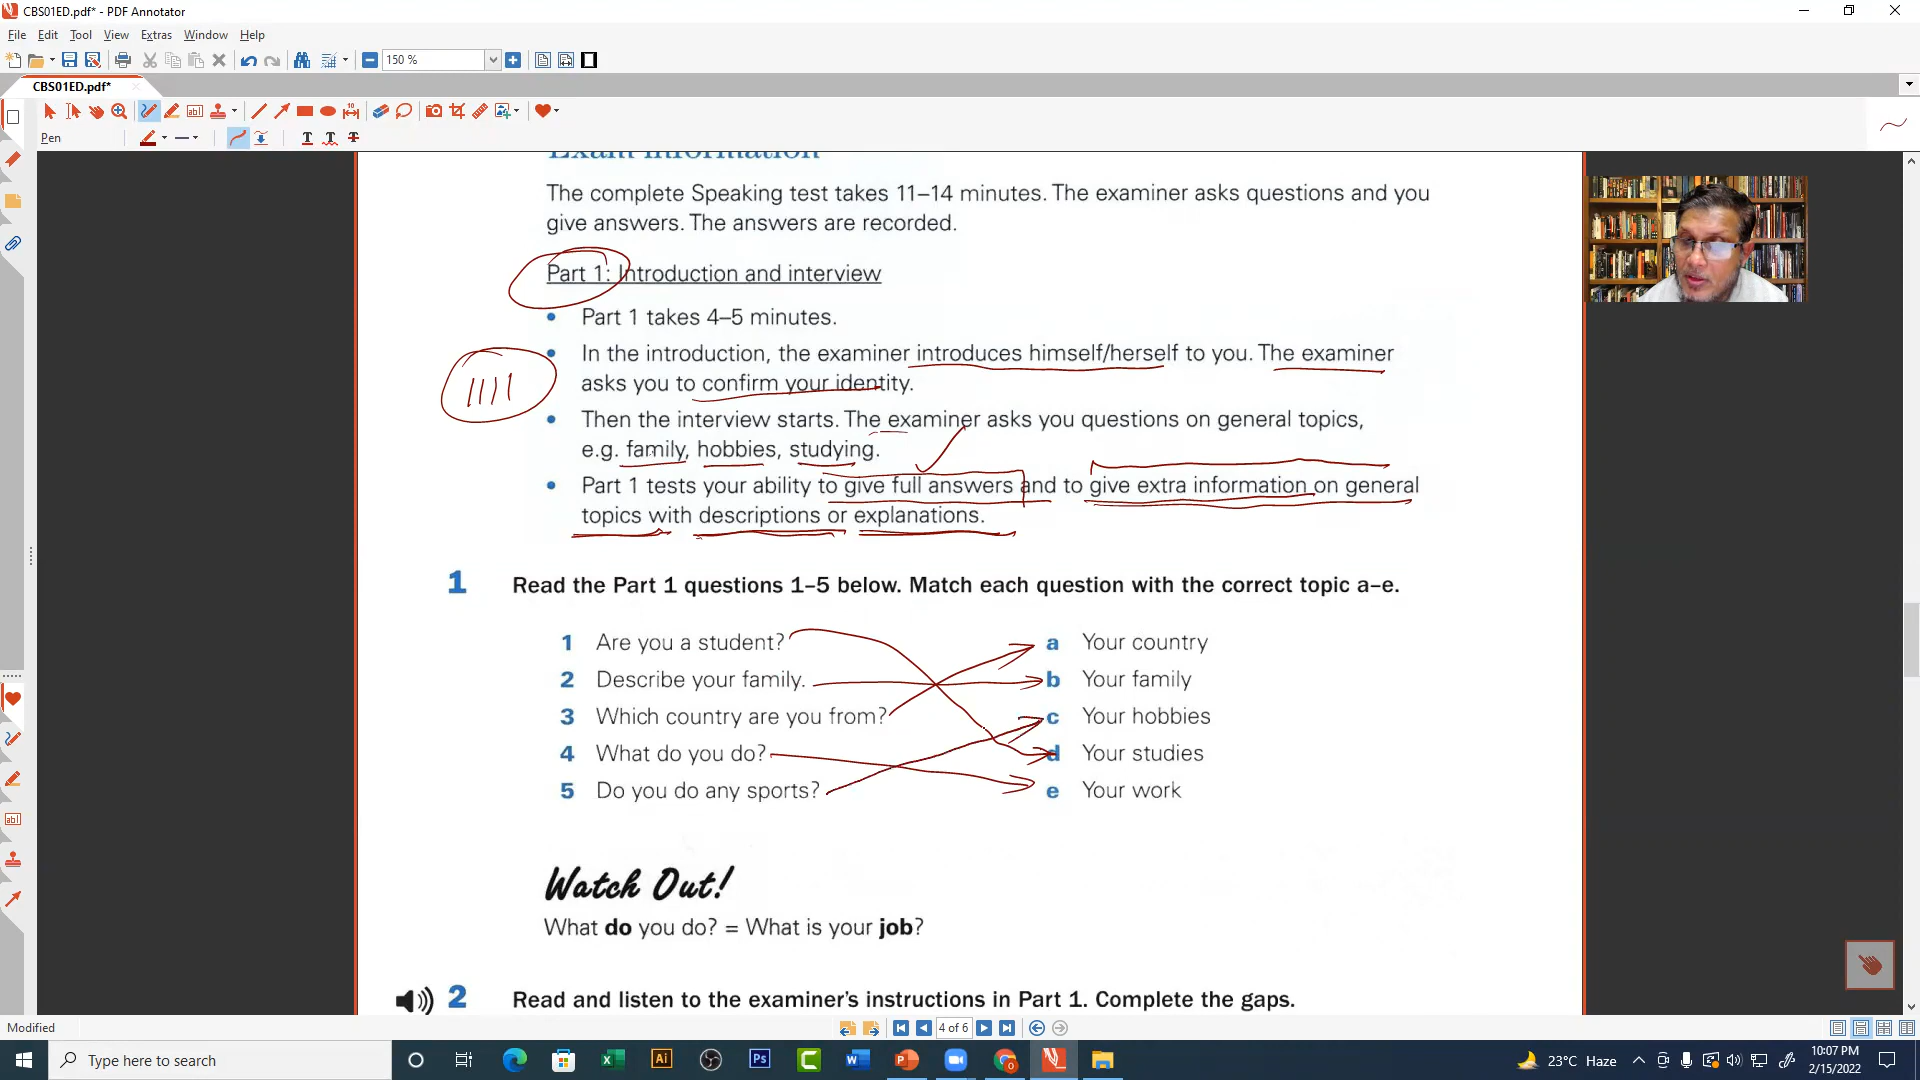 CBS01ED.pdf* - PDF Annotator
File Edit Tool View Extras Window Help
150 %
CBS01ED.pdf*
Pen
Exam information
The complete Speaking test takes 11–14 minutes. The examiner asks questions and you
give answers. The answers are recorded.
Part 1: Introduction and interview
• Part 1 takes 4–5 minutes.
• In the introduction, the examiner introduces himself/herself to you. The examiner
asks you to confirm your identity.
• Then the interview starts. The examiner asks you questions on general topics,
e.g. family, hobbies, studying.
• Part 1 tests your ability to give full answers and to give extra information on general
topics with descriptions or explanations.
1 Read the Part 1 questions 1–5 below. Match each question with the correct topic a–e.
1 Are you a student? a Your country
2 Describe your family. b Your family
3 Which country are you from? c Your hobbies
4 What do you do? d Your studies
5 Do you do any sports? e Your work
Watch Out!
What do you do? = What is your job?
2 Read and listen to the examiner's instructions in Part 1. Complete the gaps.
Modified
4 of 6
Type here to search
23°C Haze
10:07 PM
2/15/2022